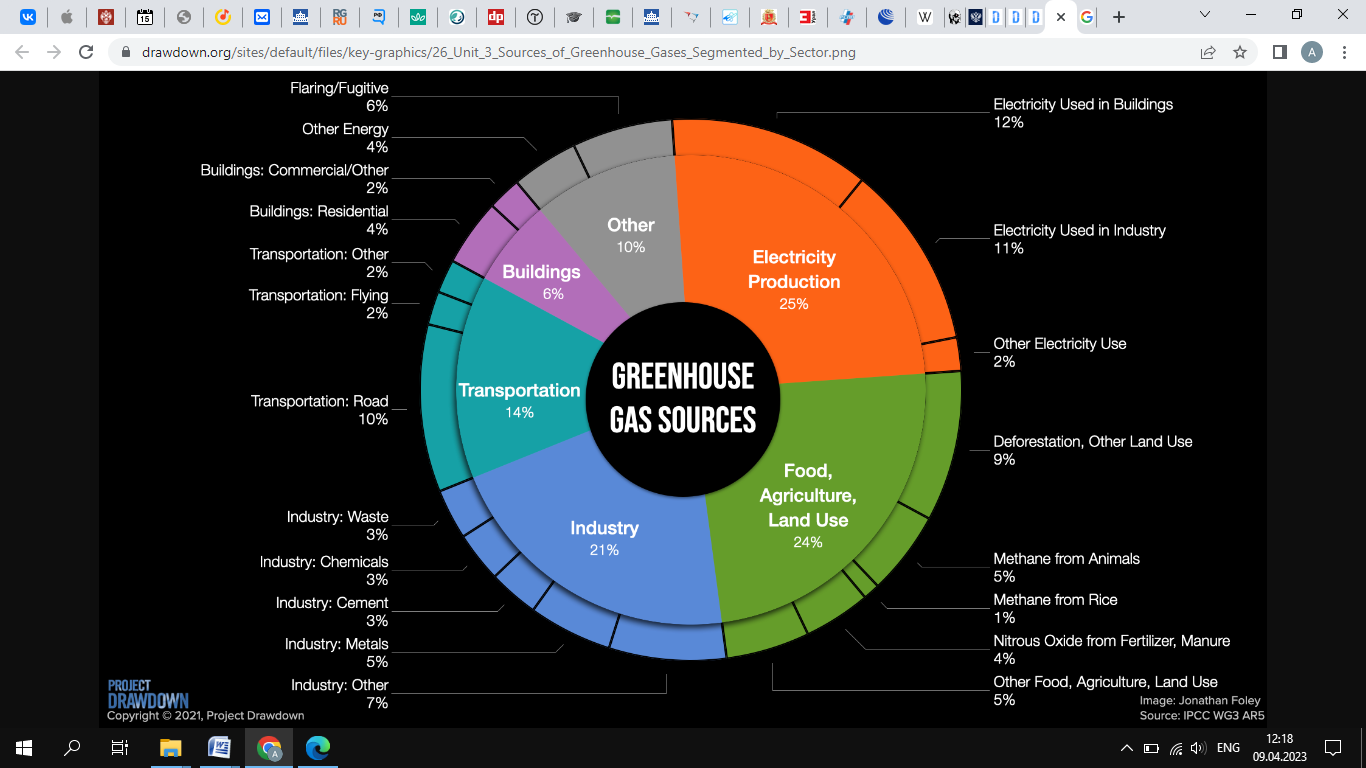 15
RG
RU
dp
T
3
W
D
D
D
G
drawdown.org/sites/default/files/key-graphics/26_Unit_3_Sources_of_Greenhouse_Gases_Segmented_by_Sector.png
A
Flaring/Fugitive
6%
Other Energy
4%
Buildings: Commercial/Other
2%
Buildings: Residential
4%
Transportation: Other
2%
Transportation: Flying
2%
Transportation: Road
10%
Industry: Waste
3%
Industry: Chemicals
3%
Industry: Cement
3%
Industry: Metals
5%
Industry: Other
7%
Other
10%
Buildings
6%
Transportation
14%
Industry
21%
Electricity
Production
25%
Food,
Agriculture,
Land Use
24%
GREENHOUSE
GAS SOURCES
Electricity Used in Buildings
12%
Electricity Used in Industry
11%
Other Electricity Use
2%
Deforestation, Other Land Use
9%
Methane from Animals
5%
Methane from Rice
1%
Nitrous Oxide from Fertilizer, Manure
4%
Other Food, Agriculture, Land Use
5%
PROJECT
DRAWDOWN
Copyright © 2021, Project Drawdown
Image: Jonathan Foley
Source: IPCC WG3 AR5
W
A
ENG
12:18
09.04.2023